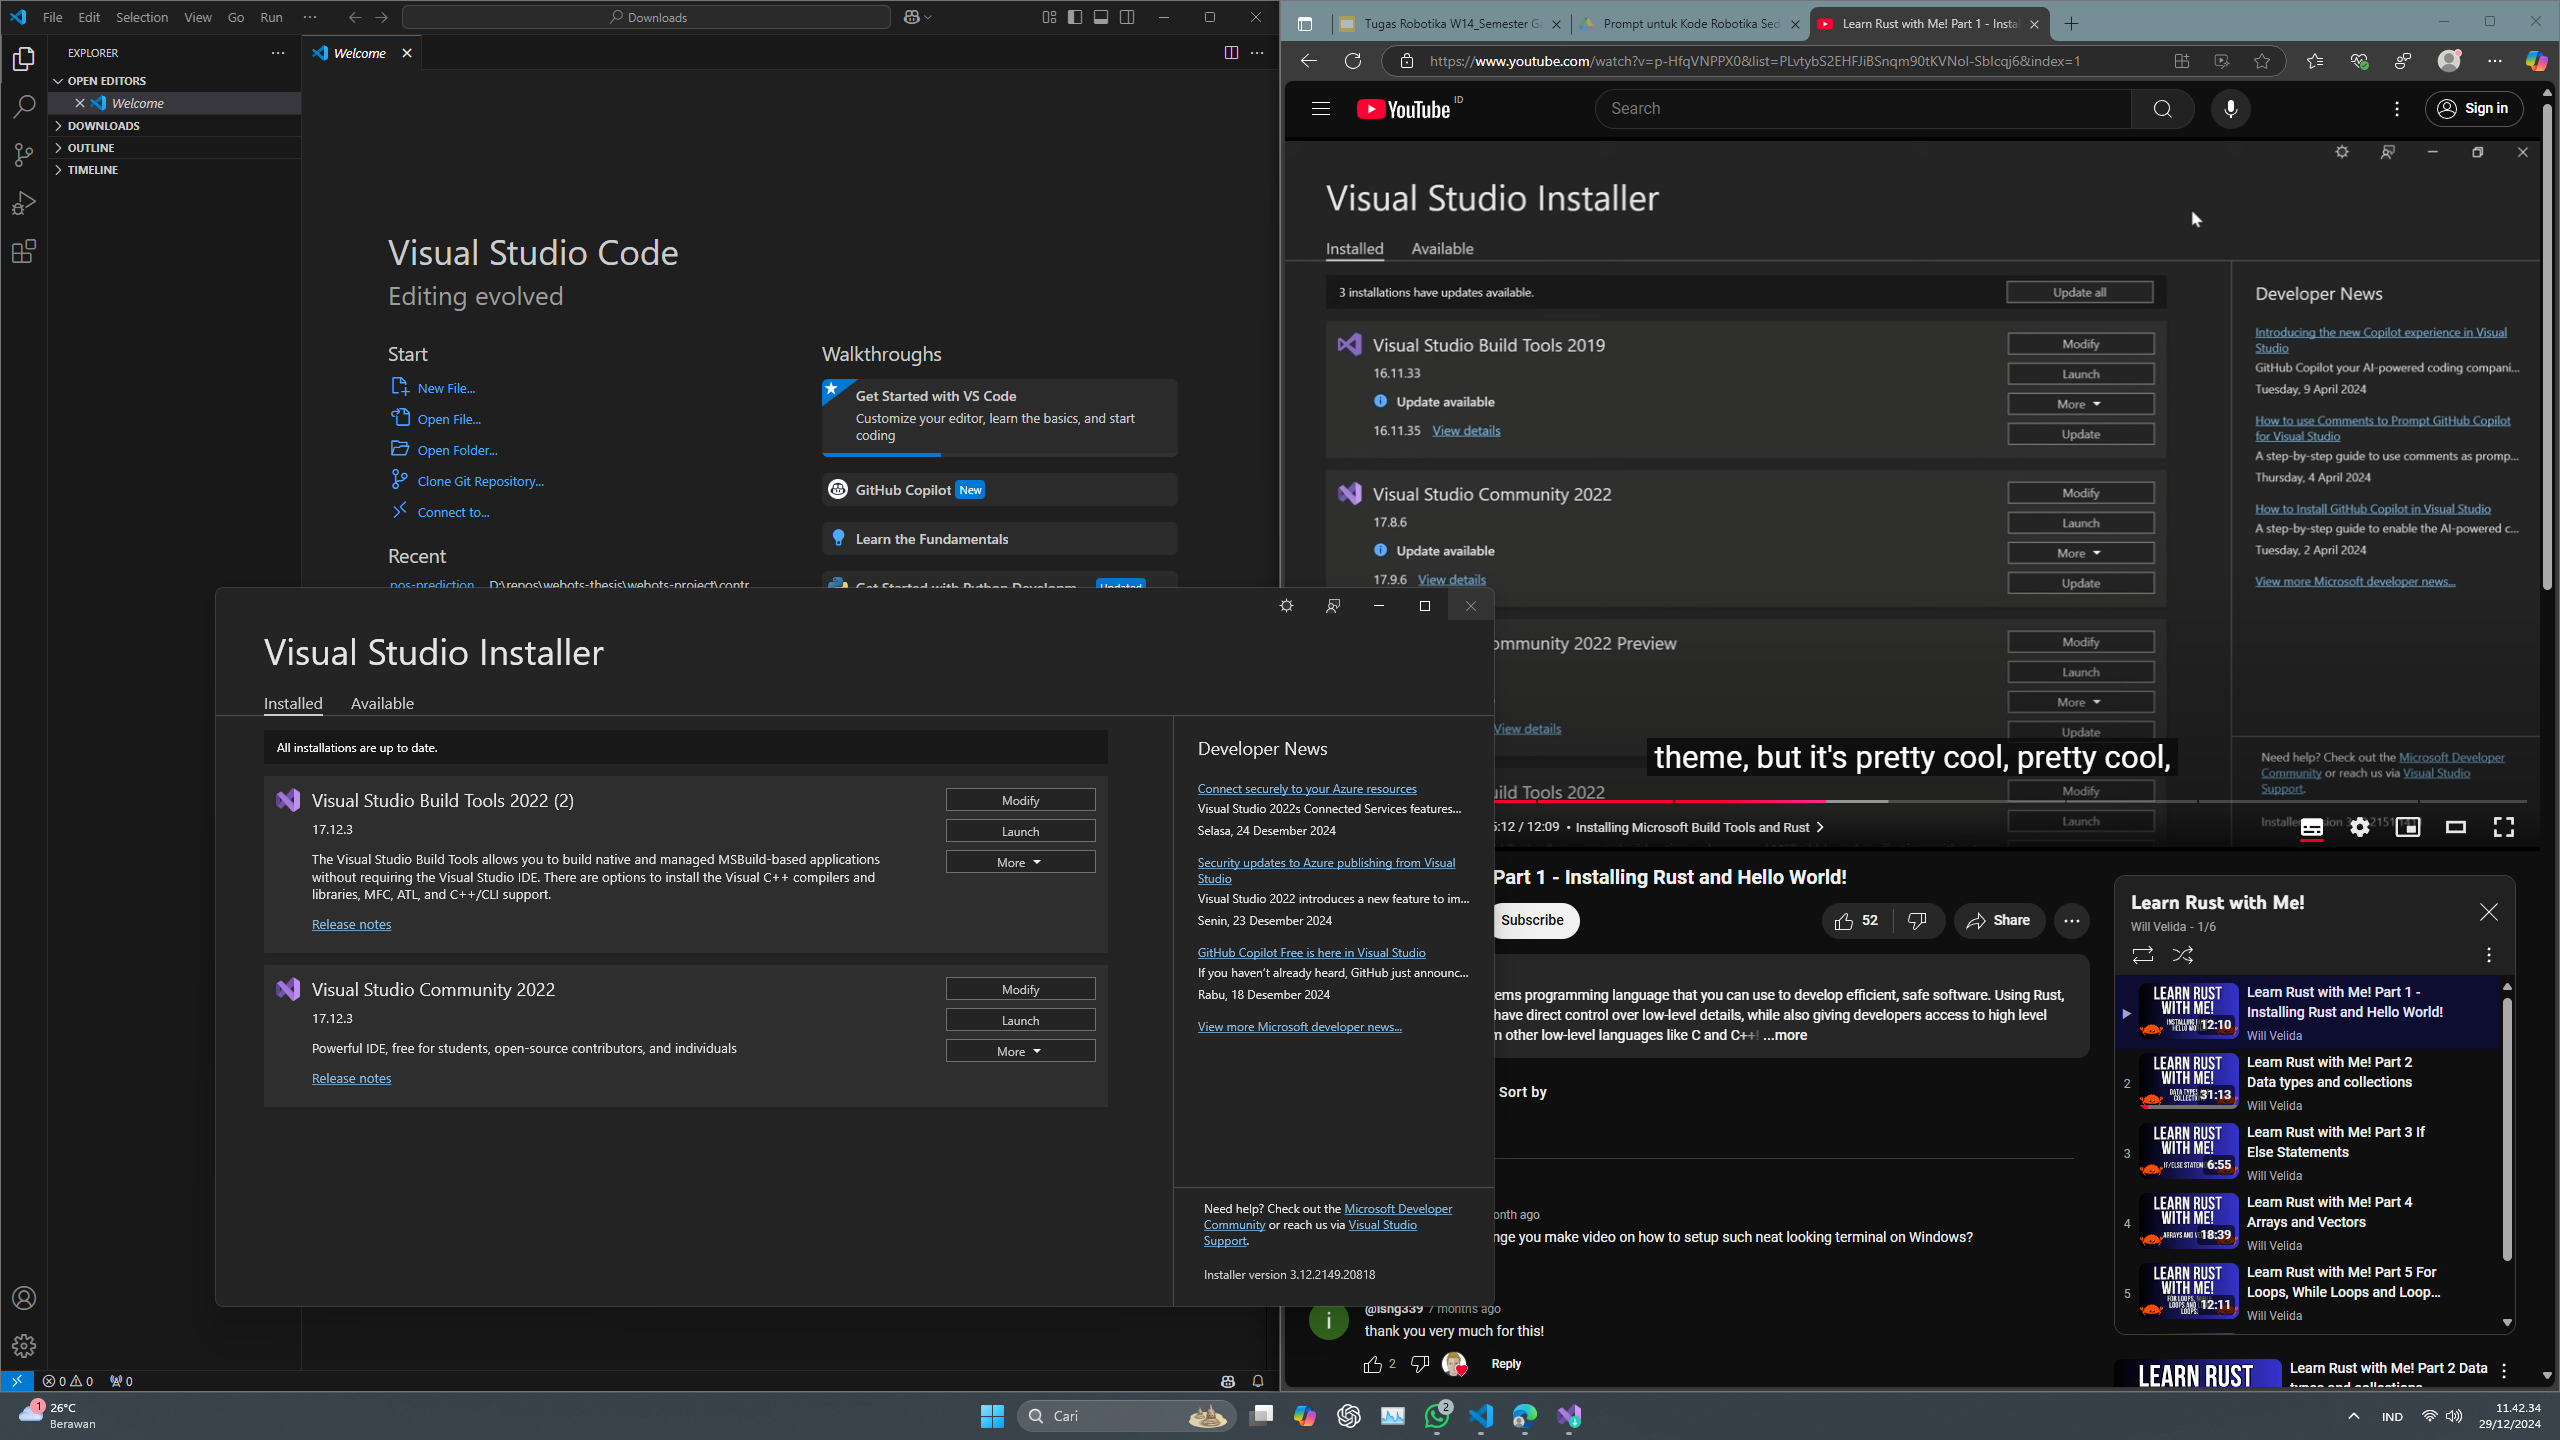 File Edit Selection View Go Run ···
Downloads
EXPLORER
OPEN EDITORS
Welcome
DOWNLOADS
OUTLINE
TIMELINE
Welcome
Visual Studio Code
Editing evolved
Start
New File...
Open File...
Open Folder...
Clone Git Repository...
Connect to...
Recent
pos-prediction D:\repos\webots-thesis\webots-project\contr...
Walkthroughs
Get Started with VS Code
Customize your editor, learn the basics, and start
coding
GitHub Copilot New
Learn the Fundamentals
Get Started with Python Developm... Updated
0 0 0
Visual Studio Installer
Installed Available
All installations are up to date.
Visual Studio Build Tools 2022 (2)
17.12.3
The Visual Studio Build Tools allows you to build native and managed MSBuild-based applications
without requiring the Visual Studio IDE. There are options to install the Visual C++ compilers and
libraries, MFC, ATL, and C++/CLI support.
Release notes
Modify
Launch
More
Visual Studio Community 2022
17.12.3
Powerful IDE, free for students, open-source contributors, and individuals
Release notes
Modify
Launch
More
Developer News
Connect securely to your Azure resources
Visual Studio 2022s Connected Services features...
Selasa, 24 Desember 2024
Security updates to Azure publishing from Visual
Studio
Visual Studio 2022 introduces a new feature to im...
Senin, 23 Desember 2024
GitHub Copilot Free is here in Visual Studio
If you haven't already heard, GitHub just announc...
Rabu, 18 Desember 2024
View more Microsoft developer news...
Need help? Check out the Microsoft Developer
Community or reach us via Visual Studio
Support.
Installer version 3.12.2149.20818
Tugas Robotika W14_Semester Ga
Prompt untuk Kode Robotika Sed
Learn Rust with Me! Part 1 - Instal
https://www.youtube.com/watch?v=p-HfqVNPPX0&list=PLvtybS2EHFJiBSnqm90tKVNoI-SbIcqj6&index=1
YouTube ID
Search
Sign in
Visual Studio Installer
Installed Available
3 installations have updates available.
Update all
Visual Studio Build Tools 2019
16.11.33
Update available
16.11.35 View details
Modify
Launch
More
Update
Visual Studio Community 2022
17.8.6
Update available
17.9.6 View details
Modify
Launch
More
Update
ommunity 2022 Preview
View details
Modify
Launch
More
Update
uild Tools 2022
Modify
Launch
Developer News
Introducing the new Copilot experience in Visual
Studio
GitHub Copilot your AI-powered coding compani...
Tuesday, 9 April 2024
How to use Comments to Prompt GitHub Copilot
for Visual Studio
A step-by-step guide to use comments as promp...
Thursday, 4 April 2024
How to Install GitHub Copilot in Visual Studio
A step-by-step guide to enable the AI-powered c...
Tuesday, 2 April 2024
View more Microsoft developer news...
Need help? Check out the Microsoft Developer
Community or reach us via Visual Studio
Support.
theme, but it's pretty cool, pretty cool,
5:12 / 12:09 • Installing Microsoft Build Tools and Rust
Part 1 - Installing Rust and Hello World!
Subscribe
52
Share
ems programming language that you can use to develop efficient, safe software. Using Rust,
have direct control over low-level details, while also giving developers access to high level
n other low-level languages like C and C++! ...more
Sort by
onth ago
nge you make video on how to setup such neat looking terminal on Windows?
@isng339 7 months ago
i
thank you very much for this!
2 Reply
Learn Rust with Me!
Will Velida - 1/6
LEARN RUST
WITH ME!
12:10
Learn Rust with Me! Part 1 -
Installing Rust and Hello World!
Will Velida
2
LEARN RUST
WITH ME!
31:13
Learn Rust with Me! Part 2
Data types and collections
Will Velida
3
LEARN RUST
WITH ME!
6:55
Learn Rust with Me! Part 3 If
Else Statements
Will Velida
4
LEARN RUST
WITH ME!
18:39
Learn Rust with Me! Part 4
Arrays and Vectors
Will Velida
5
LEARN RUST
WITH ME!
12:11
Learn Rust with Me! Part 5 For
Loops, While Loops and Loop...
Will Velida
LEARN RUST
Learn Rust with Me! Part 2 Data
types and collections
1
26°C
Berawan
Cari
2
IND
11.42.34
29/12/2024